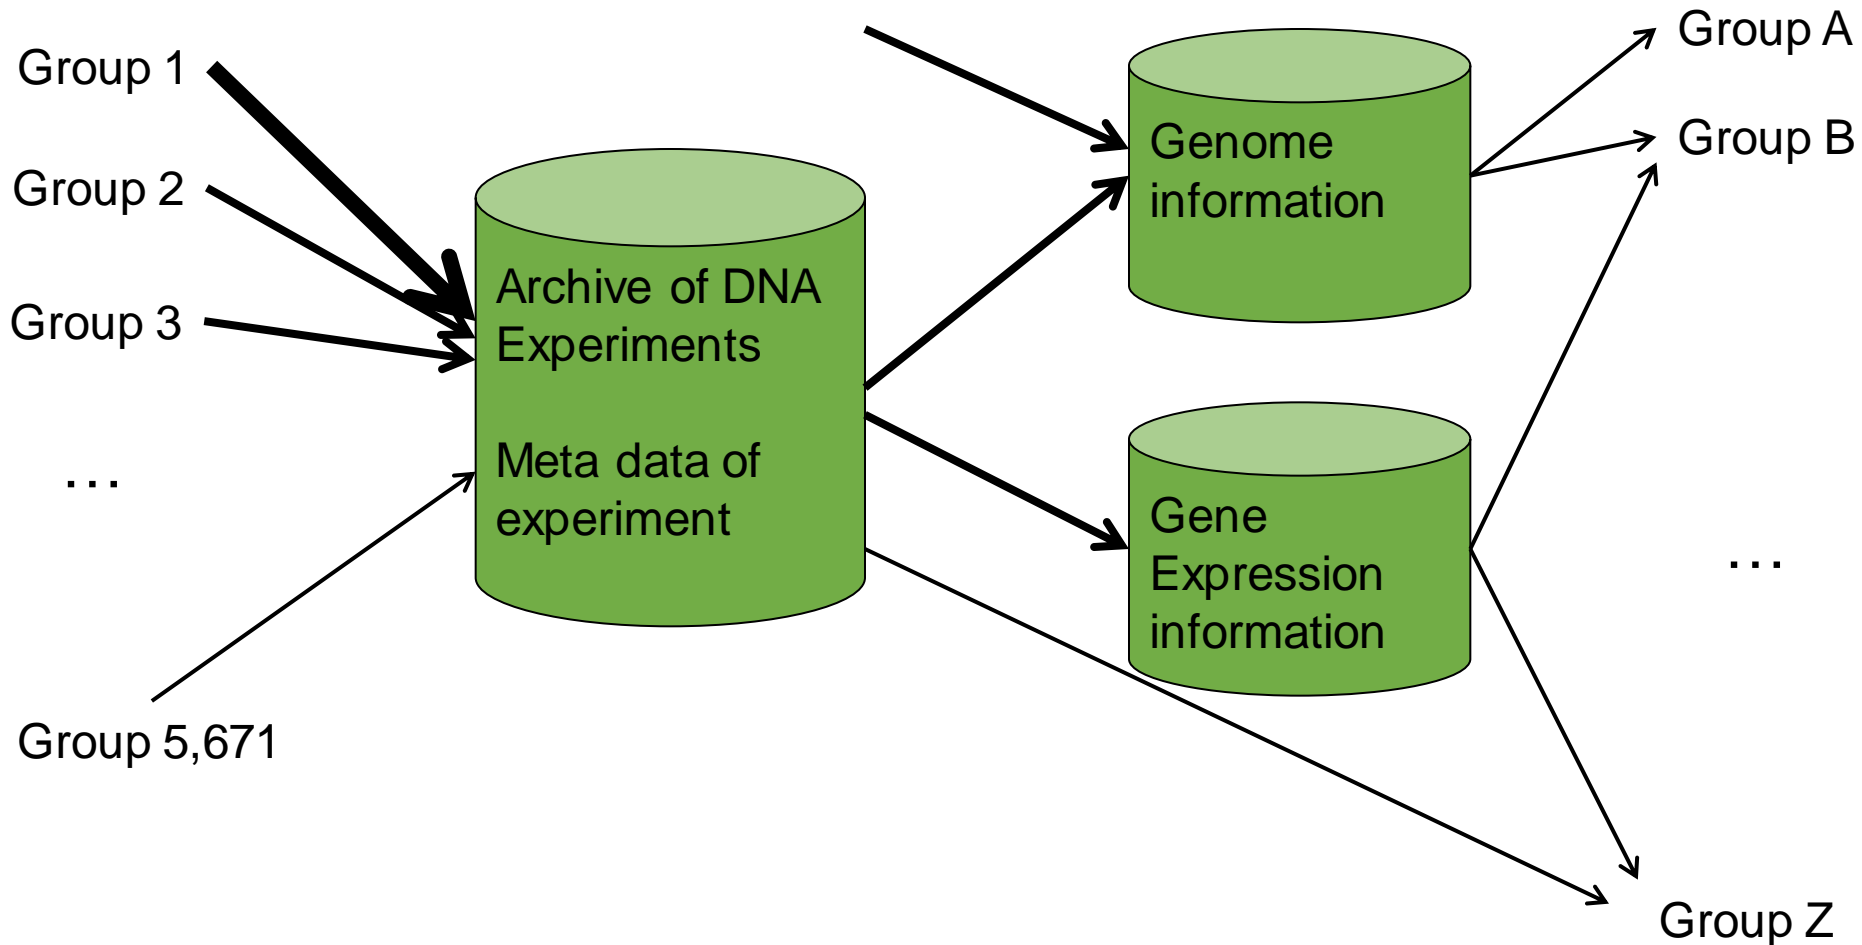 Group 1
Group 2
Group 3
…
Group 5,671
Archive of DNA
Experiments
Meta data of
experiment
Genome
information
Gene
Expression
information
Group A
Group B
…
Group Z